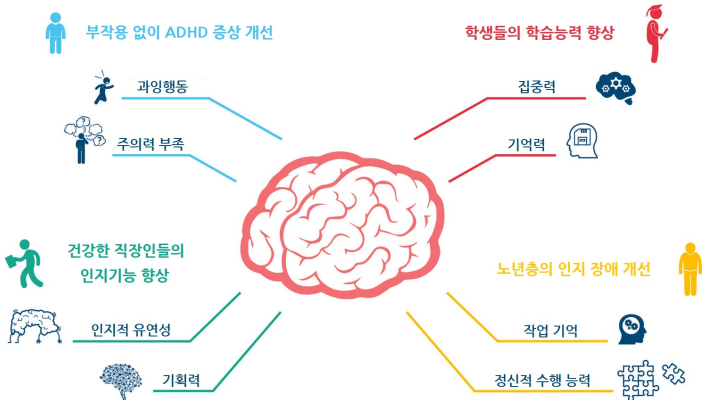 부작용 없이 ADHD 증상 개선
과잉행동
주의력 부족
학생들의 학습능력 향상
집중력
기억력
건강한 직장인들의
인지기능 향상
인지적 유연성
기획력
노년층의 인지 장애 개선
작업 기억
정신적 수행 능력